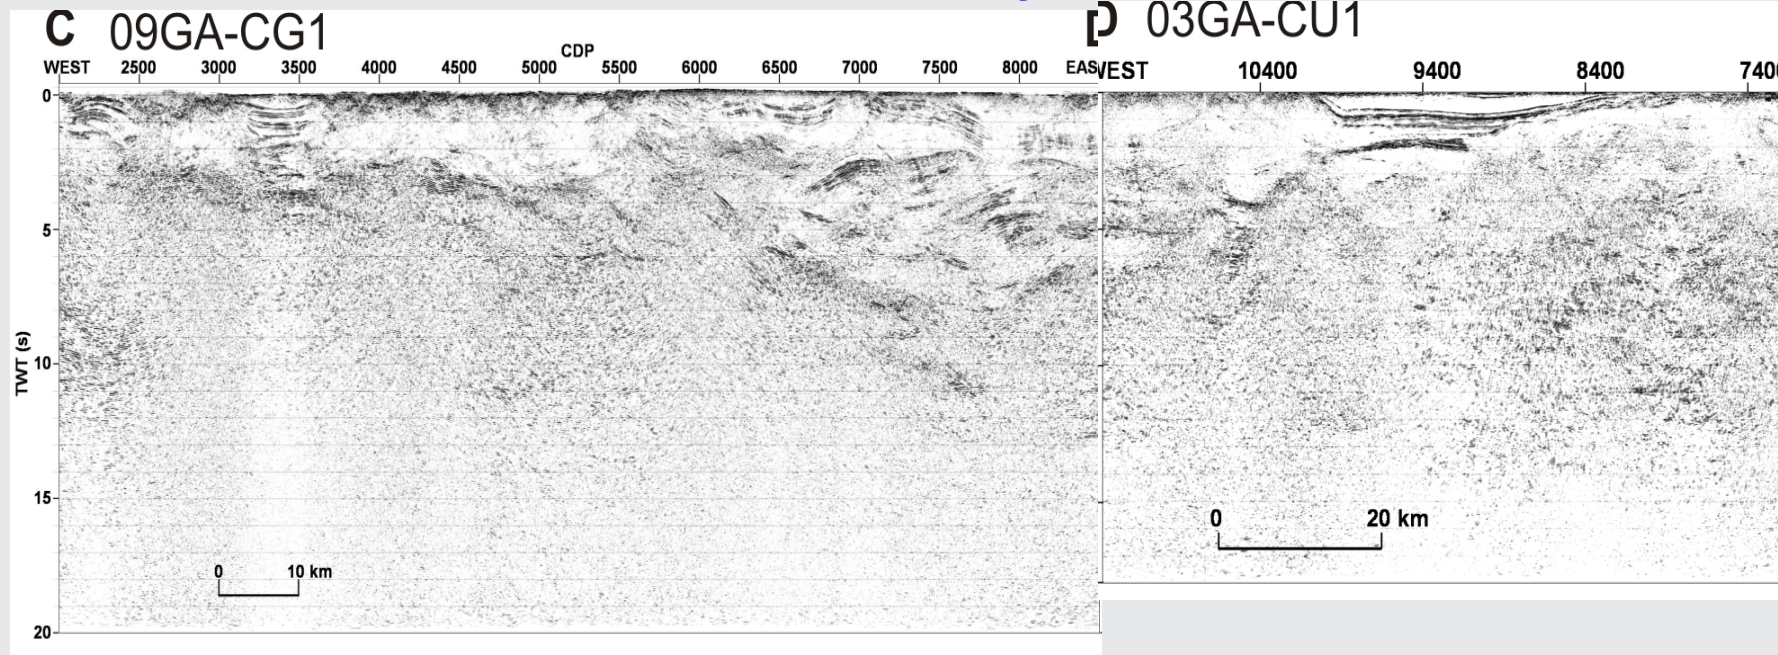 C 09GA-CG1
CDP
WEST 2500 3000 3500 4000 4500 5000 5500 6000 6500 7000 7500 8000 EAS
0
5
TWT (s)
10
15
20
0 10 km
D 03GA-CU1
WEST 10400 9400 8400 7400
0 20 km